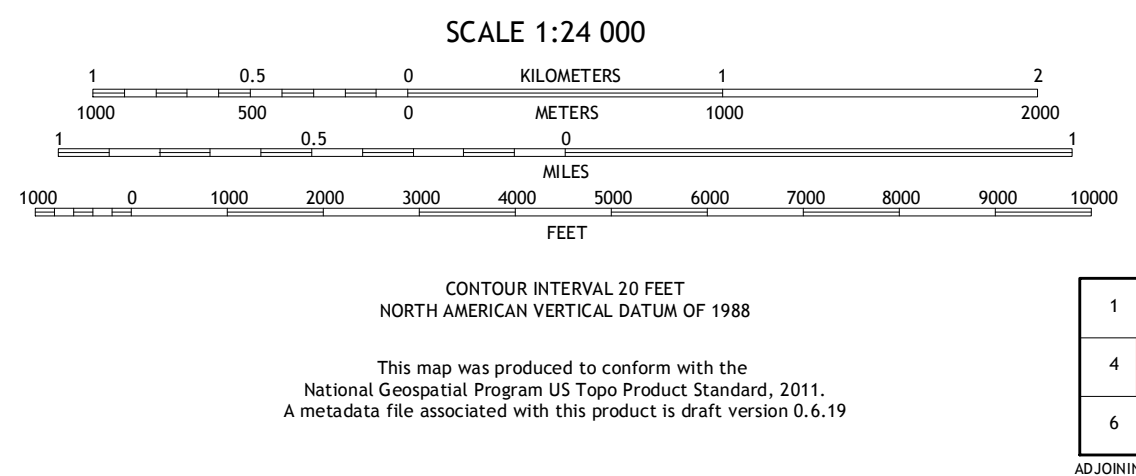 SCALE 1:24 000
1 0.5 0 KILOMETERS 1 2
1000 500 0 METERS 1000 2000
1 0.5 0 1
MILES
1000 0 1000 2000 3000 4000 5000 6000 7000 8000 9000 10000
FEET
CONTOUR INTERVAL 20 FEET
NORTH AMERICAN VERTICAL DATUM OF 1988
This map was produced to conform with the
National Geospatial Program US Topo Product Standard, 2011.
A metadata file associated with this product is draft version 0.6.19
1
4
6
ADJOININ